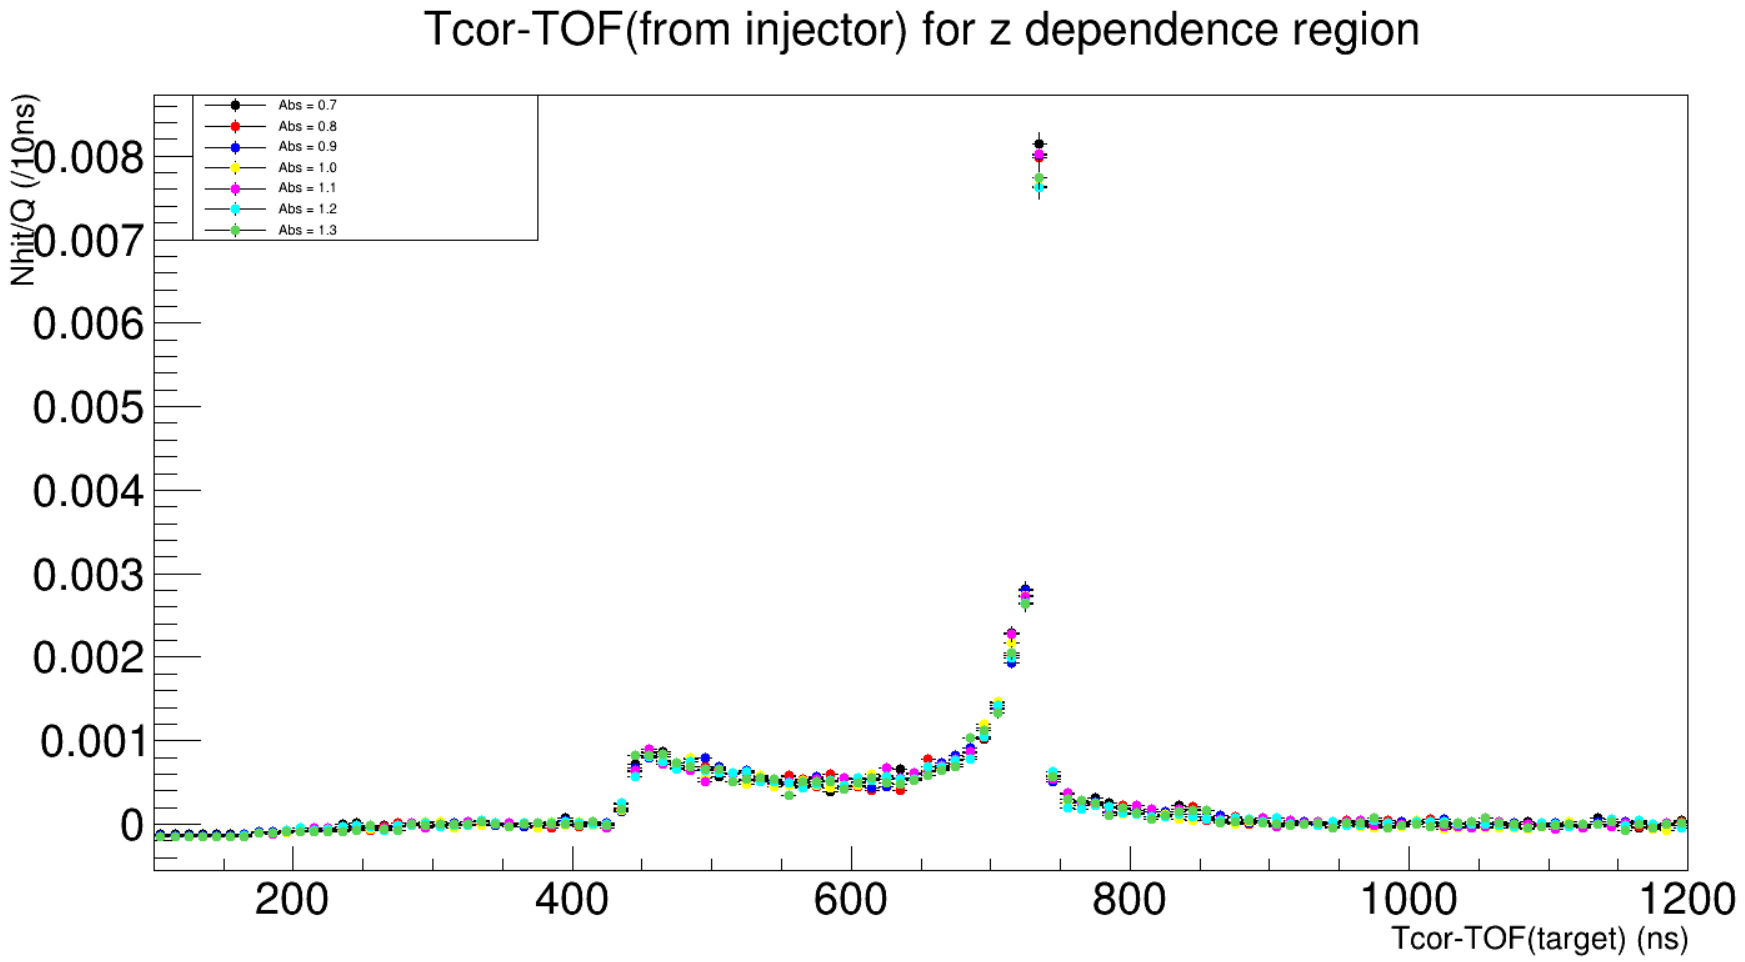 Tcor-TOF(from injector) for z dependence region
Nhit/Q (/10ns)
Abs = 0.7
Abs = 0.8
Abs = 0.9
Abs = 1.0
Abs = 1.1
Abs = 1.2
Abs = 1.3
0.008
0.007
0.006
0.005
0.004
0.003
0.002
0.001
0
200 400 600 800 1000 1200
Tcor-TOF(target) (ns)